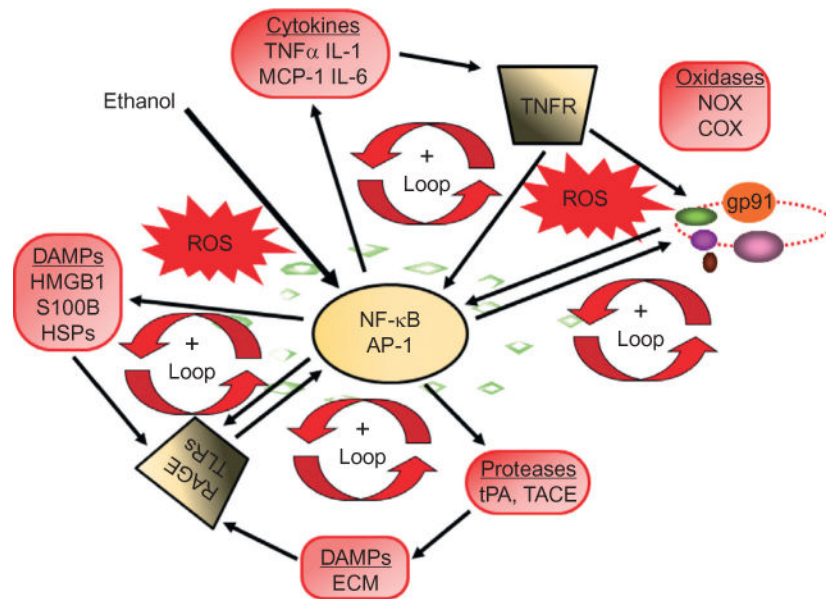 Cytokines
TNFα IL-1
MCP-1 IL-6
Ethanol
TNFR
Oxidases
NOX
COX
+
Loop
ROS
gp91
ROS
DAMPs
HMGB1
S100B
HSPs
NF-κB
AP-1
+
Loop
+
Loop
+
Loop
RAGE
TLRs
Proteases
tPA, TACE
DAMPs
ECM